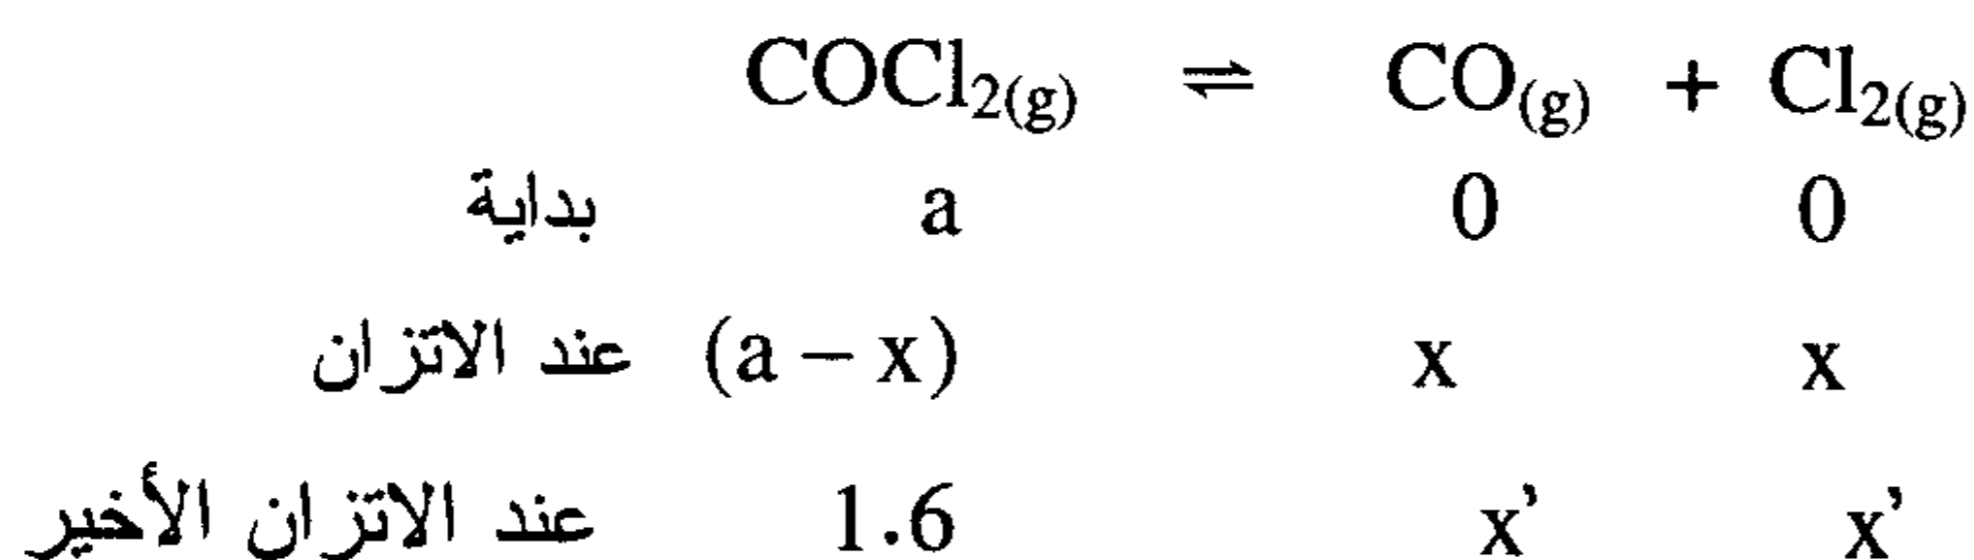 COCl₂(g) ⇌ CO(g) + Cl₂(g)
بداية a 0 0
عند الاتزان (a – x) x x
عند الاتزان الأخير 1.6 x’ x’